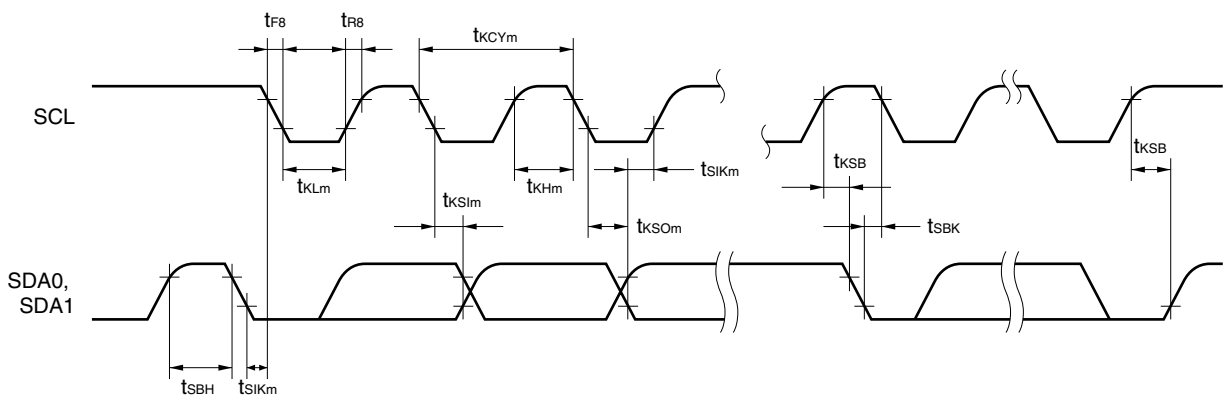 tF8 tR8 tKCYm
SCL
tKLm tKHm tSIKm tKSB tKSB
tKSIm tKSOm tSBK
SDA0,
SDA1
tSBH tSIKm